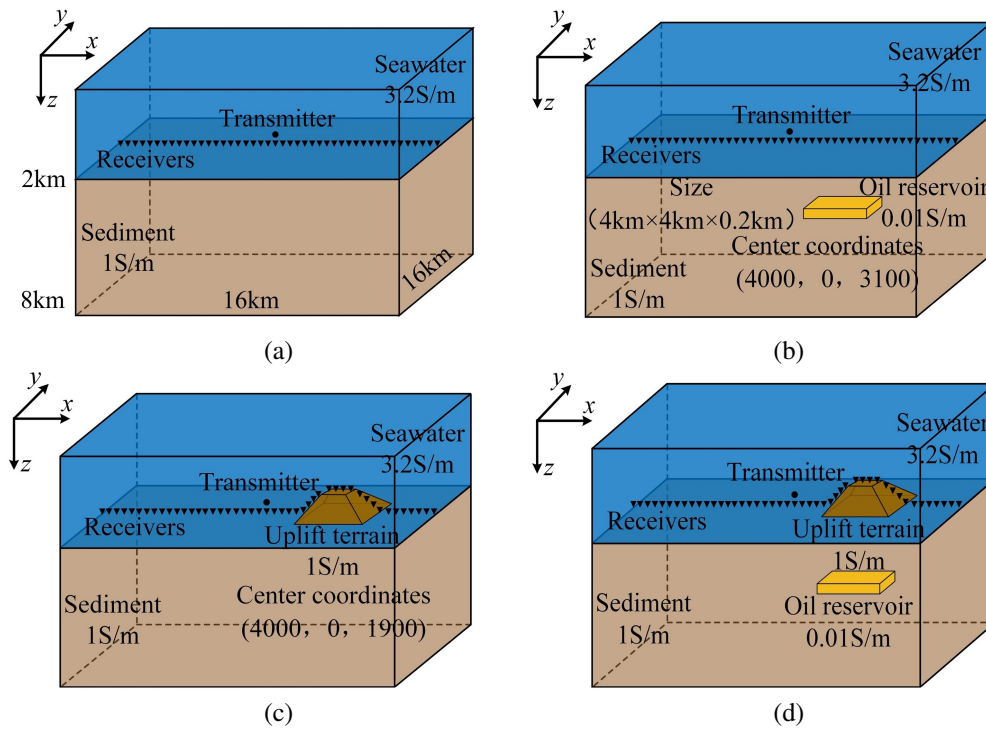 y
x
z
Seawater
3.2S/m
Transmitter
Receivers
2km
Sediment
1S/m
16km
16km
8km
(a)
y
x
z
Seawater
3.2S/m
Transmitter
Receivers
Size
（4km×4km×0.2km）
Oil reservoir
0.01S/m
Center coordinates
(4000，0，3100)
Sediment
1S/m
(b)
y
x
z
Seawater
3.2S/m
Transmitter
Receivers
Uplift terrain
1S/m
Center coordinates
(4000，0，1900)
Sediment
1S/m
(c)
y
x
z
Seawater
3.2S/m
Transmitter
Receivers
Uplift terrain
1S/m
Oil reservoir
0.01S/m
Sediment
1S/m
(d)